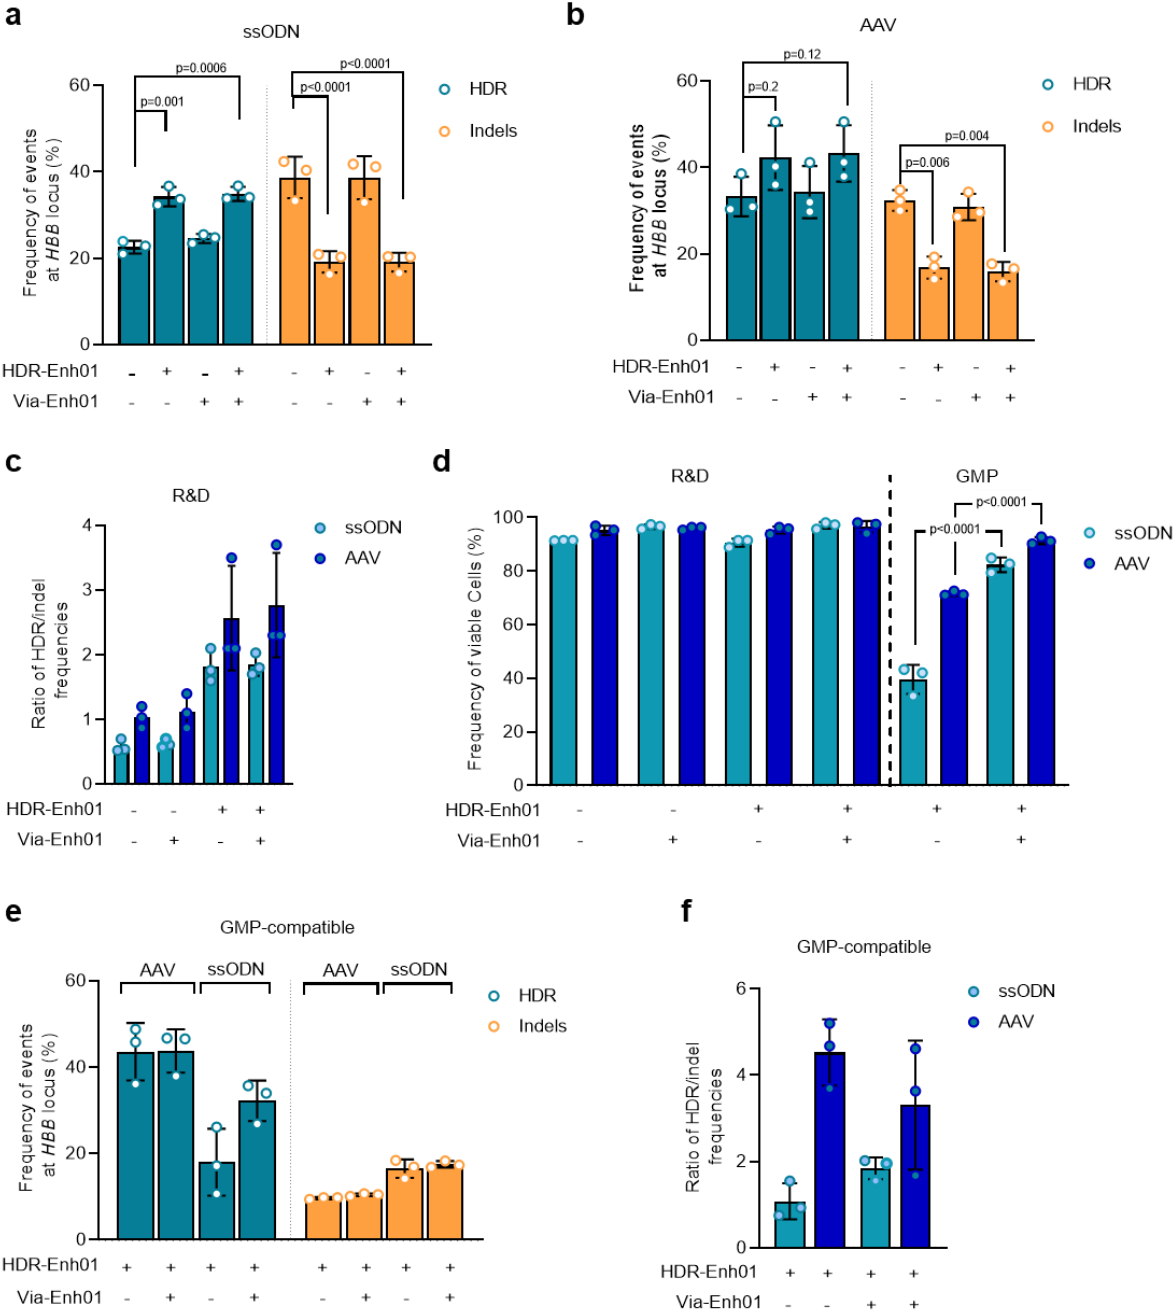 a
ssODN
p=0.0006
p=0.001
p<0.0001
p<0.0001
HDR
Indels
Frequency of events
at HBB locus (%)
60
40
20
0
HDR-Enh01 - + - + - + - +
Via-Enh01 - - + + - - + +
b
AAV
p=0.12
p=0.2
p=0.004
p=0.006
HDR
Indels
Frequency of events
at HBB locus (%)
60
40
20
0
HDR-Enh01 - + - + - + - +
Via-Enh01 - - + + - - + +
c
R&D
ssODN
AAV
Ratio of HDR/indel
frequencies
4
3
2
1
0
HDR-Enh01 - - + +
Via-Enh01 - + - +
d
R&D
GMP
p<0.0001
p<0.0001
ssODN
AAV
Frequency of viable Cells (%)
100
80
60
40
20
0
HDR-Enh01 - - + + + +
Via-Enh01 - + - + - +
e
GMP-compatible
AAV ssODN AAV ssODN
HDR
Indels
Frequency of events
at HBB locus (%)
60
40
20
0
HDR-Enh01 + + + + + + + +
Via-Enh01 - + - + - + - +
f
GMP-compatible
ssODN
AAV
Ratio of HDR/indel
frequencies
6
4
2
0
HDR-Enh01 + + + +
Via-Enh01 - - + +